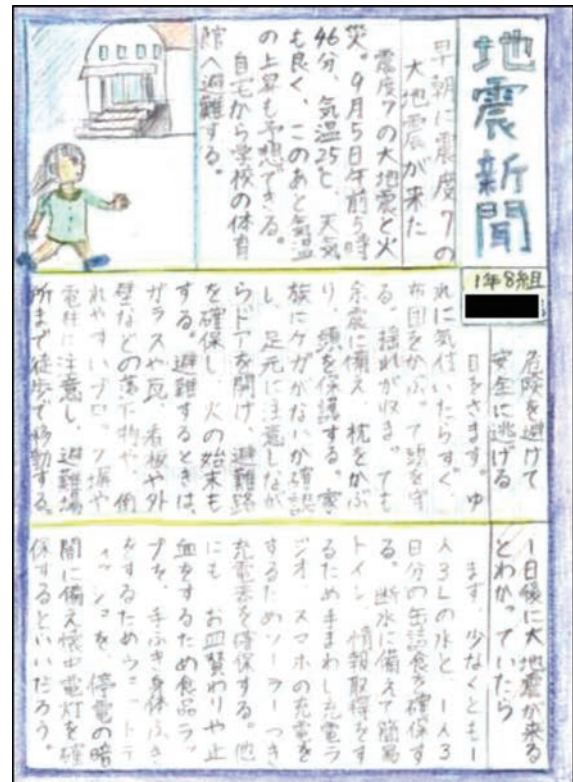 地震新聞
1年8組
早朝に震度7の
大地震が来た
震度7の大地震と火
災。9月5日午前5時
46分、気温25℃、天気
も良く、このあと気温
の上昇も予想できる。
自宅から学校の体育
館へ避難する。
危険を避けて
安全に逃げる
目をさます。ゆ
れに気付いたらすぐ、
布団をかぶって頭を守
る。揺れが収まっても
余震に備え、枕をかぶ
り、頭を保護する。家
族にケガがないか確認
し、足元に注意しなが
らドアを開け、避難路
を確保し、火の始末も
する。避難するときは、
ガラスや瓦、看板や外
壁などの落下物や、倒
れやすいブロック塀や
電柱に注意し、避難場
所まで徒歩で移動する。
1日後に大地震が来る
とわかっていたら
まず、少なくとも一
人3Lの水と、1人3
日分の缶詰食を確保す
る。断水に備えて簡易
トイレ、情報取得をす
るため手まわし充電ラ
ジオ、スマホの充電を
するためソーラーつき
充電器を確保する。他
にも、お皿替わりや止
血をするため食品ラッ
プを、手ふき身体ふき
をするためウェットテ
ィッシュを、停電の暗
闇に備え懐中電灯を確
保するといいだろう。